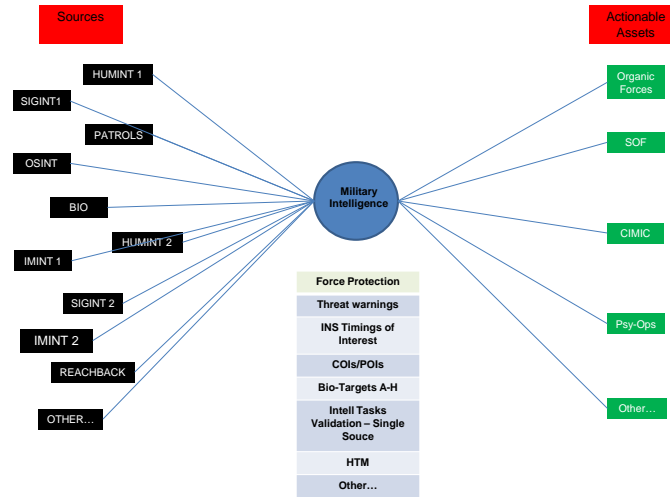 Sources
Actionable
Assets
HUMINT 1
SIGINT1
PATROLS
OSINT
BIO
HUMINT 2
IMINT 1
SIGINT 2
IMINT 2
REACHBACK
OTHER…
Military
Intelligence
Force Protection
Threat warnings
INS Timings of
Interest
COIs/POIs
Bio-Targets A-H
Intell Tasks
Validation – Single
Souce
HTM
Other…
Organic
Forces
SOF
CIMIC
Psy-Ops
Other…